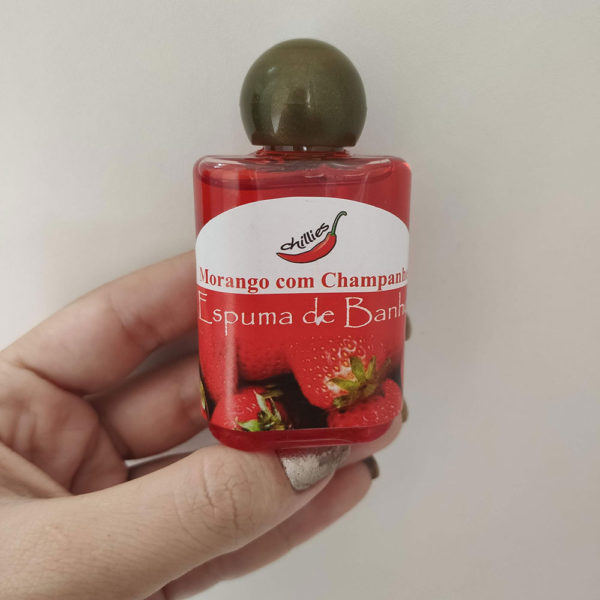 chillies
Morango com Champanh
Espuma de Banh